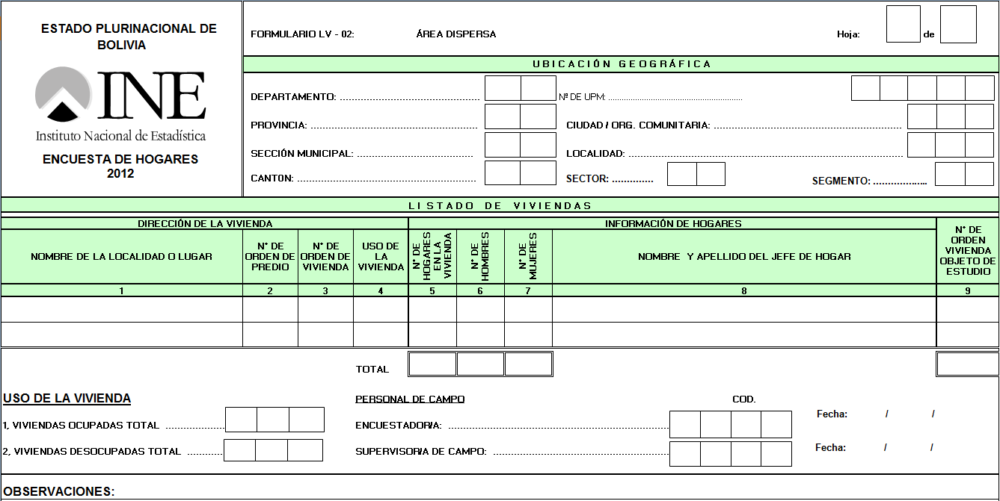 ESTADO PLURINACIONAL DE
BOLIVIA
INE
Instituto Nacional de Estadística
ENCUESTA DE HOGARES
2012
FORMULARIO LV - 02: ÁREA DISPERSA Hoja: de
UBICACIÓN GEOGRÁFICA
DEPARTAMENTO: .......................................................... Nº DE UPM: ..........................................................
PROVINCIA: .......................................................... CIUDAD / ORG. COMUNITARIA: ..........................................................
SECCIÓN MUNICIPAL: .......................................................... LOCALIDAD: ..........................................................
CANTON: .......................................................... SECTOR: .............. SEGMENTO: ...................
LISTADO DE VIVIENDAS
DIRECCIÓN DE LA VIVIENDA INFORMACIÓN DE HOGARES
NOMBRE DE LA LOCALIDAD O LUGAR
N° DE
ORDEN DE
PREDIO
N° DE
ORDEN DE
VIVIENDA
USO DE
LA
VIVIENDA
N° DE
HOGARES
EN LA
VIVIENDA
N° DE
HOMBRES
N° DE
MUJERES
NOMBRE Y APELLIDO DEL JEFE DE HOGAR
N° DE
ORDEN
VIVIENDA
OBJETO DE
ESTUDIO
1 2 3 4 5 6 7 8 9
TOTAL
USO DE LA VIVIENDA
1, VIVIENDAS OCUPADAS TOTAL ....................
2, VIVIENDAS DESOCUPADAS TOTAL ............
PERSONAL DE CAMPO COD.
ENCUESTADOR/A: .......................................................... Fecha: / /
SUPERVISOR/A DE CAMPO: .......................................................... Fecha: / /
OBSERVACIONES: